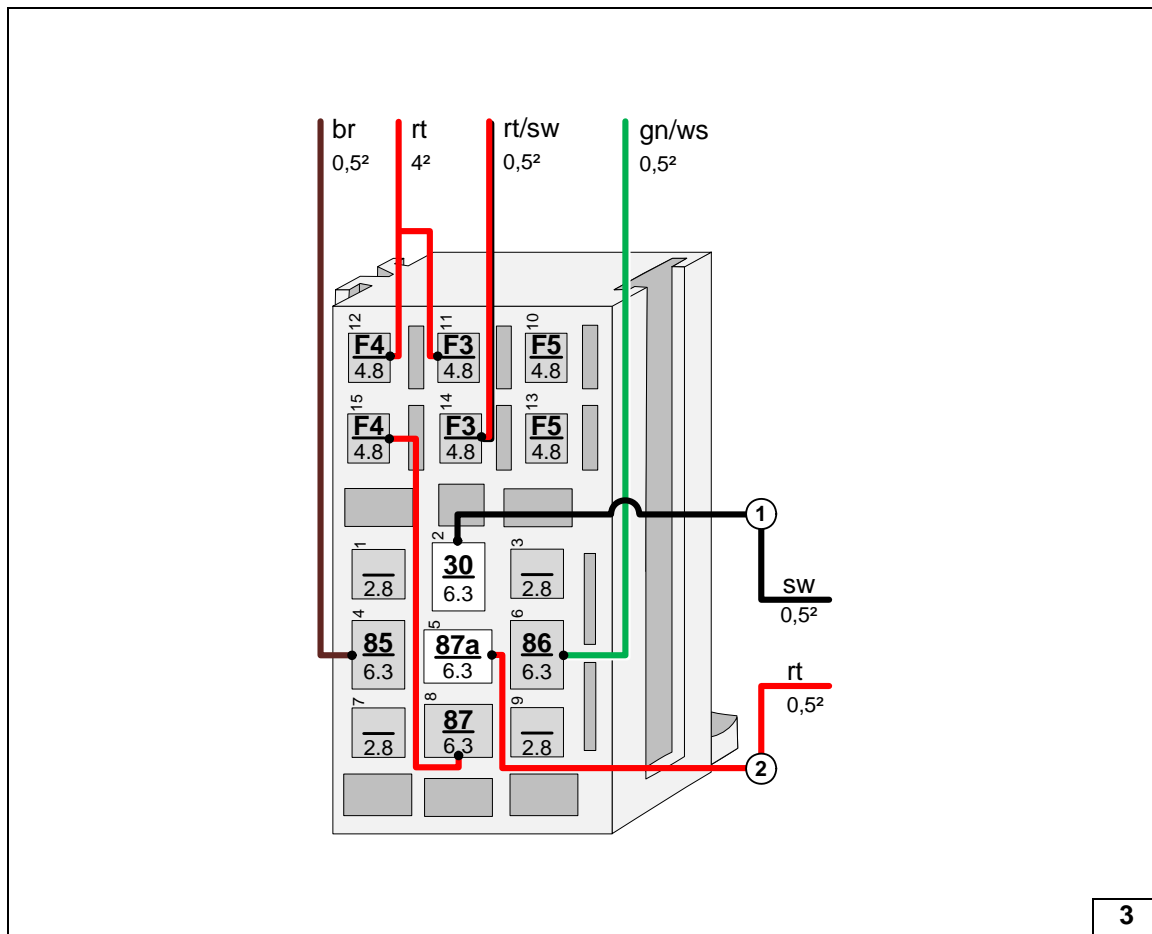 br rt rt/sw gn/ws
0,5² 4² 0,5² 0,5²
12 11 10
F4 F3 F5
4.8 4.8 4.8
15 14 13
F4 F3 F5
4.8 4.8 4.8
1
1 2 3
30
2.8 6.3 2.8
sw
0,5²
4 5 6
85 87a 86
6.3 6.3 6.3
rt
0,5²
7 8 9
87
2.8 6.3 2.8
2
3